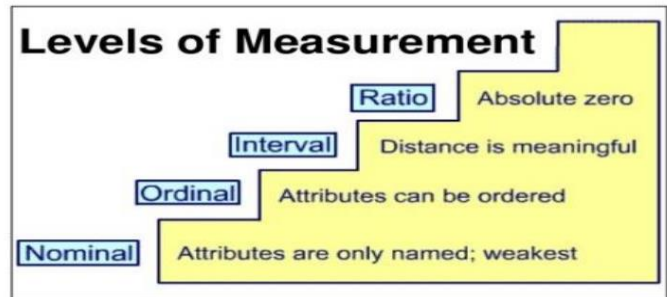 Levels of Measurement
Ratio Absolute zero
Interval Distance is meaningful
Ordinal Attributes can be ordered
Nominal Attributes are only named; weakest